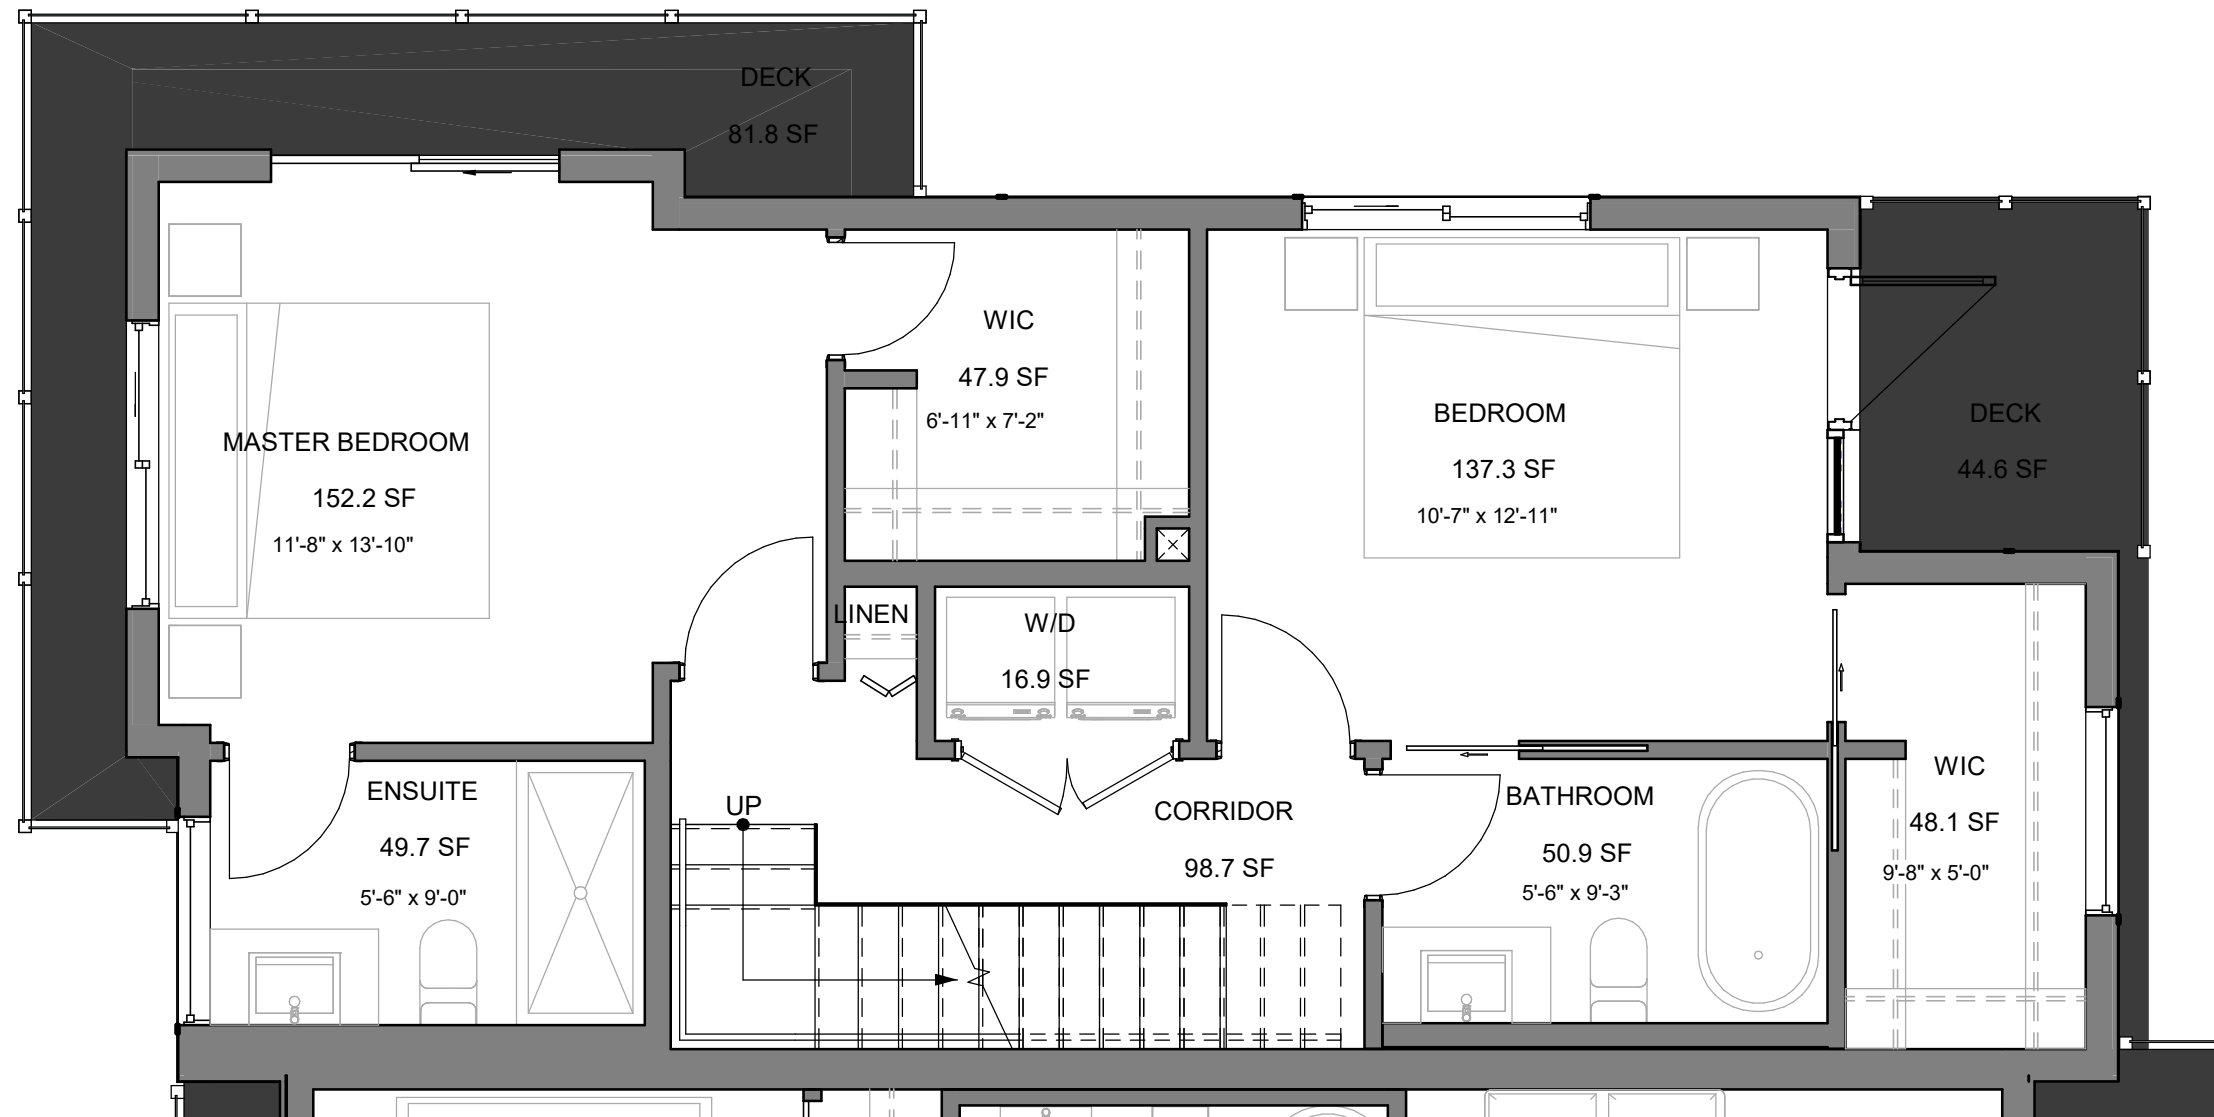 DECK
81.8 SF
MASTER BEDROOM
152.2 SF
11'-8" x 13'-10"
WIC
47.9 SF
6'-11" x 7'-2"
BEDROOM
137.3 SF
10'-7" x 12'-11"
DECK
44.6 SF
LINEN
W/D
16.9 SF
ENSUITE
49.7 SF
5'-6" x 9'-0"
UP
CORRIDOR
98.7 SF
BATHROOM
50.9 SF
5'-6" x 9'-3"
WIC
48.1 SF
9'-8" x 5'-0"